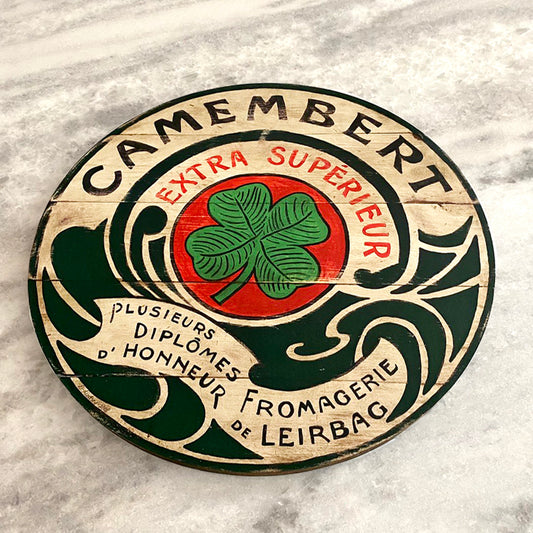 CAMEMBERT
EXTRA SUPÉRIEUR
PLUSIEURS
DIPLÔMES
D'HONNEUR
FROMAGERIE
DE LEIRBAG